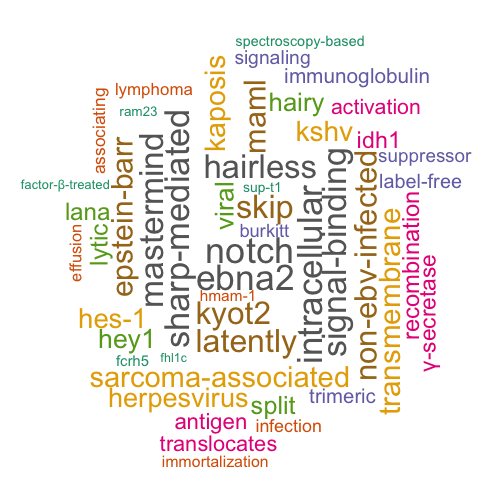 spectroscopy-based
signaling
immunoglobulin
kaposis
lymphoma
associating
ram23
maml
hairy
activation
kshv
idh1
sharp-mediated
mastermind
epstein-barr
hairless
suppressor
factor-β-treated
sup-t1
label-free
viral
skip
lana
lytic
burkitt
intracellular
signal-binding
non-ebv-infected
transmembrane
recombination
γ-secretase
notch
ebna2
effusion
hmam-1
kyot2
hes-1
hey1
latently
fcrh5
fhl1c
sarcoma-associated
herpesvirus
trimeric
split
antigen
infection
translocates
immortalization